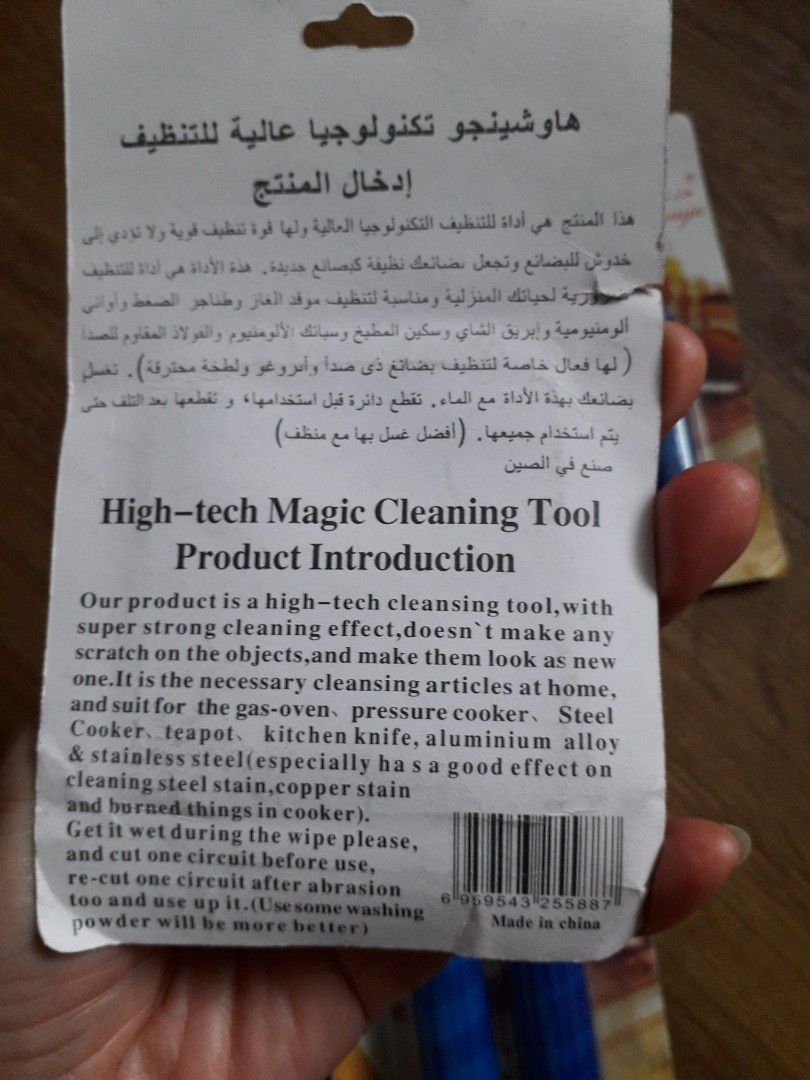 هاوشينجو تكنولوجيا عالية للتنظيف
إدخال المنتج
هذا المنتج هي أداة للتنظيف التكنولوجيا العالية ولها قوة تنظيف قوية ولا تؤدي إلى
خدوش للبضائع وتجعل بضائعك نظيفة كبصائع جديدة. هذة الأداة هي أداة للتنظيف
ضرورية لحياتك المنزلية ومناسبة لتنظيف موقد الغاز وطناجر الضغط وأواني
ألومنيومية وإبريق الشاي وسكين المطبخ وسبائك الألومنيوم والفولاذ المقاوم للصدأ
(لها فعال خاصة لتنظيف بضائع ذى صدأ ولطخة محترقة). تغسل
بضائعك بهذة الأداة مع الماء. تقطع دائرة قبل استخدامها، و تقطعها بعد التلف حتى
يتم استخدام جميعها. (أفضل غسل بها مع منظف)
صنع في الصين
High-tech Magic Cleaning Tool
Product Introduction
Our product is a high-tech cleansing tool,with
super strong cleaning effect,doesn`t make any
scratch on the objects,and make them look as new
one.It is the necessary cleansing articles at home,
and suit for the gas-oven、pressure cooker、 Steel
Cooker、teapot、 kitchen knife, aluminium alloy
& stainless steel(especially ha s a good effect on
cleaning steel stain,copper stain
and burned things in cooker).
Get it wet during the wipe please,
and cut one circuit before use,
re-cut one circuit after abrasion
too and use up it.(Use some washing
powder will be more better)
6 959543 255887
Made in china